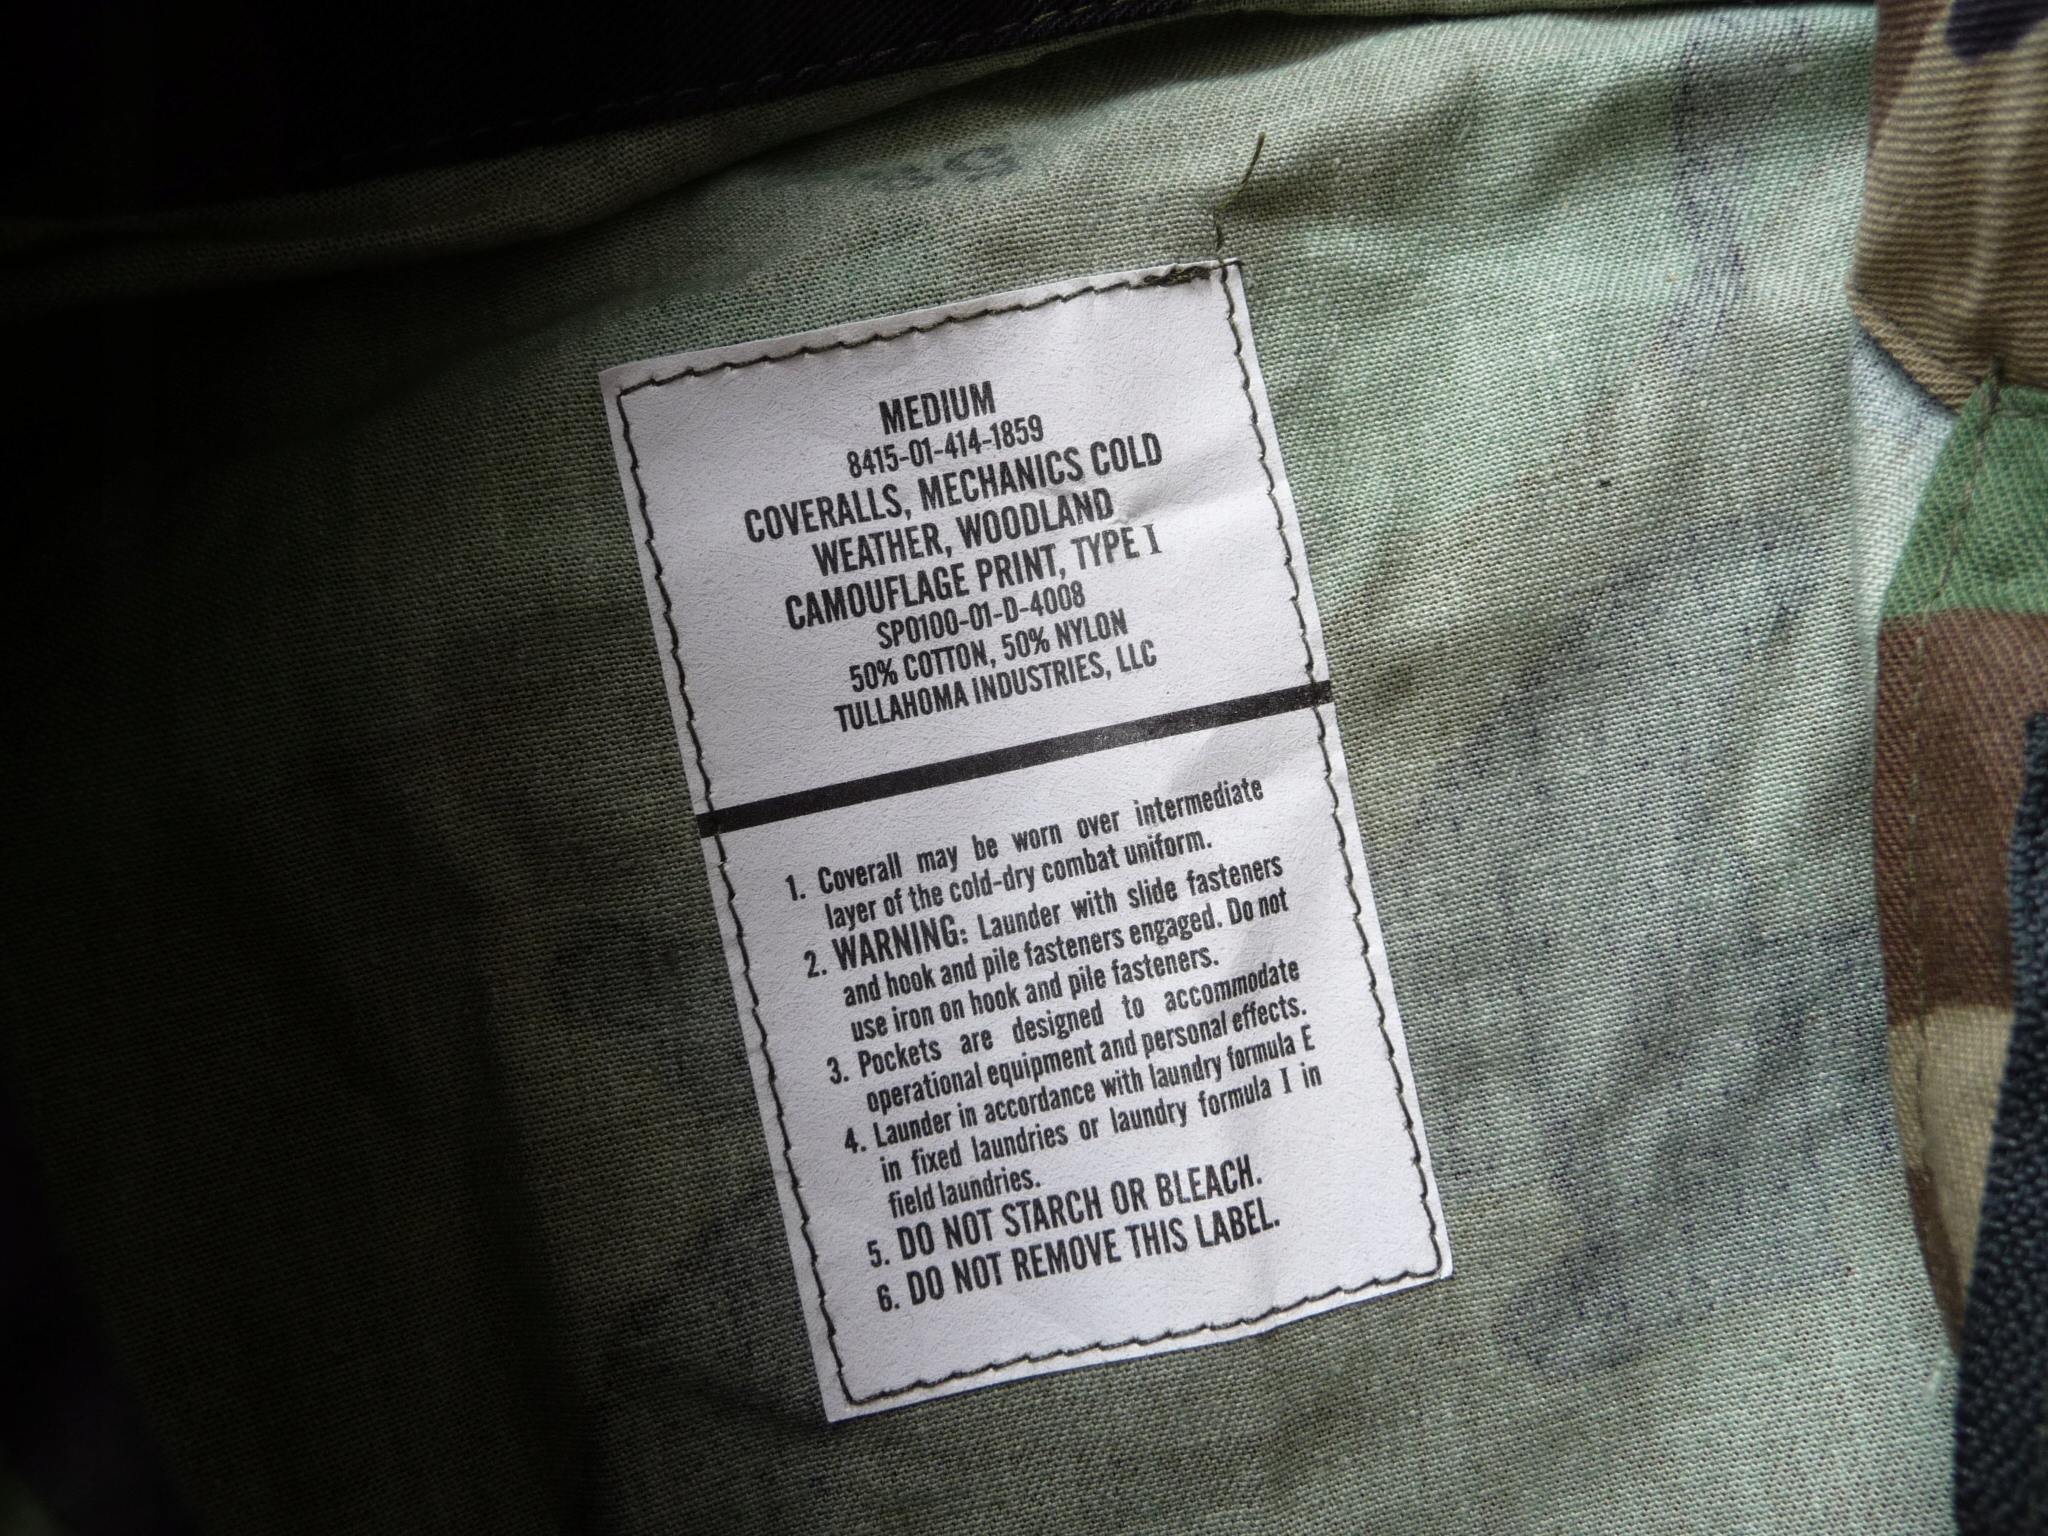 MEDIUM
8415-01-414-1859
COVERALLS, MECHANICS COLD
WEATHER, WOODLAND
CAMOUFLAGE PRINT, TYPE I
SP0100-01-D-4008
50% COTTON, 50% NYLON
TULLAHOMA INDUSTRIES, LLC
1. Coverall may be worn over intermediate
layer of the cold-dry combat uniform.
2. WARNING: Launder with slide fasteners
and hook and pile fasteners engaged. Do not
use iron on hook and pile fasteners.
3. Pockets are designed to accommodate
operational equipment and personal effects.
4. Launder in accordance with laundry formula E
in fixed laundries or laundry formula I in
field laundries.
5. DO NOT STARCH OR BLEACH.
6. DO NOT REMOVE THIS LABEL.